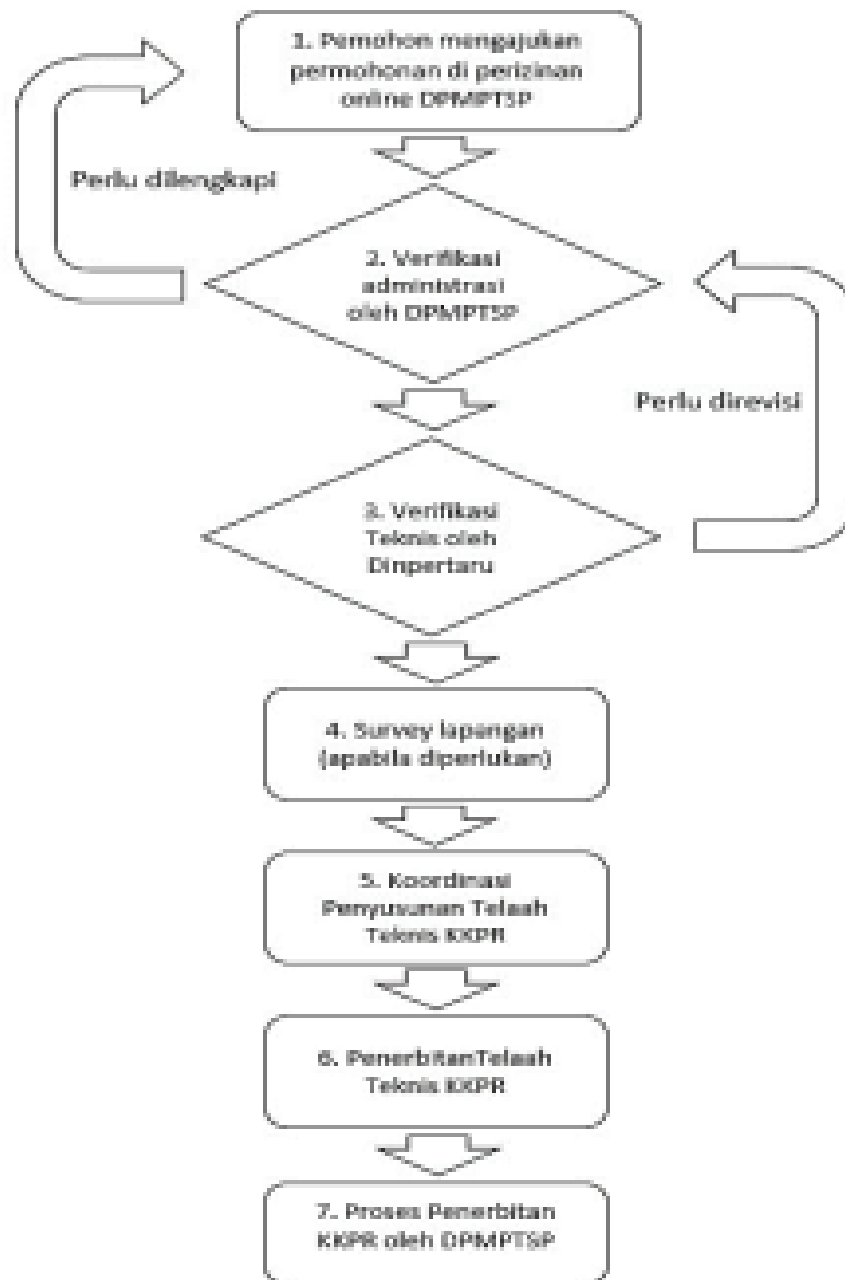 1. Pemohon mengajukan
permohonan di perizinan
online DPMPTSP
Perlu dilengkapi
2. Verifikasi
administrasi
oleh DPMPTSP
Perlu direvisi
3. Verifikasi
Teknis oleh
Dinpertaru
4. Survey lapangan
(apabila diperlukan)
5. Koordinasi
Penyusunan Telaah
Teknis KKPR
6. PenerbitanTelaah
Teknis KKPR
7. Proses Penerbitan
KKPR oleh DPMPTSP